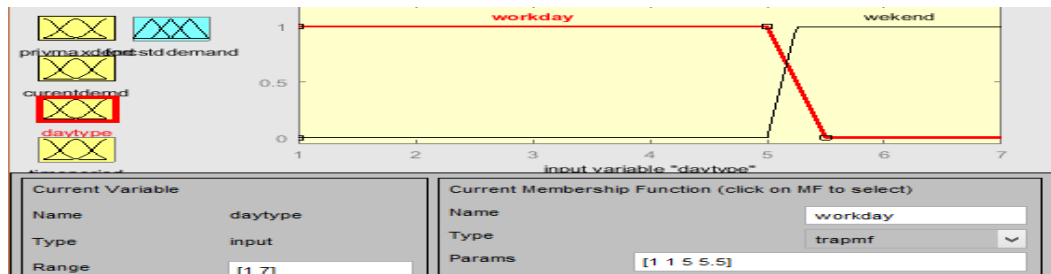 workday
wekend
1
0.5
0
privmaxddfprcstddemand
curentdemd
daytype
1 2 3 4 5 6 7
input variable "daytype"
Current Variable
Name daytype
Type input
Range [1 7]
Current Membership Function (click on MF to select)
Name workday
Type trapmf
Params [1 1 5 5.5]